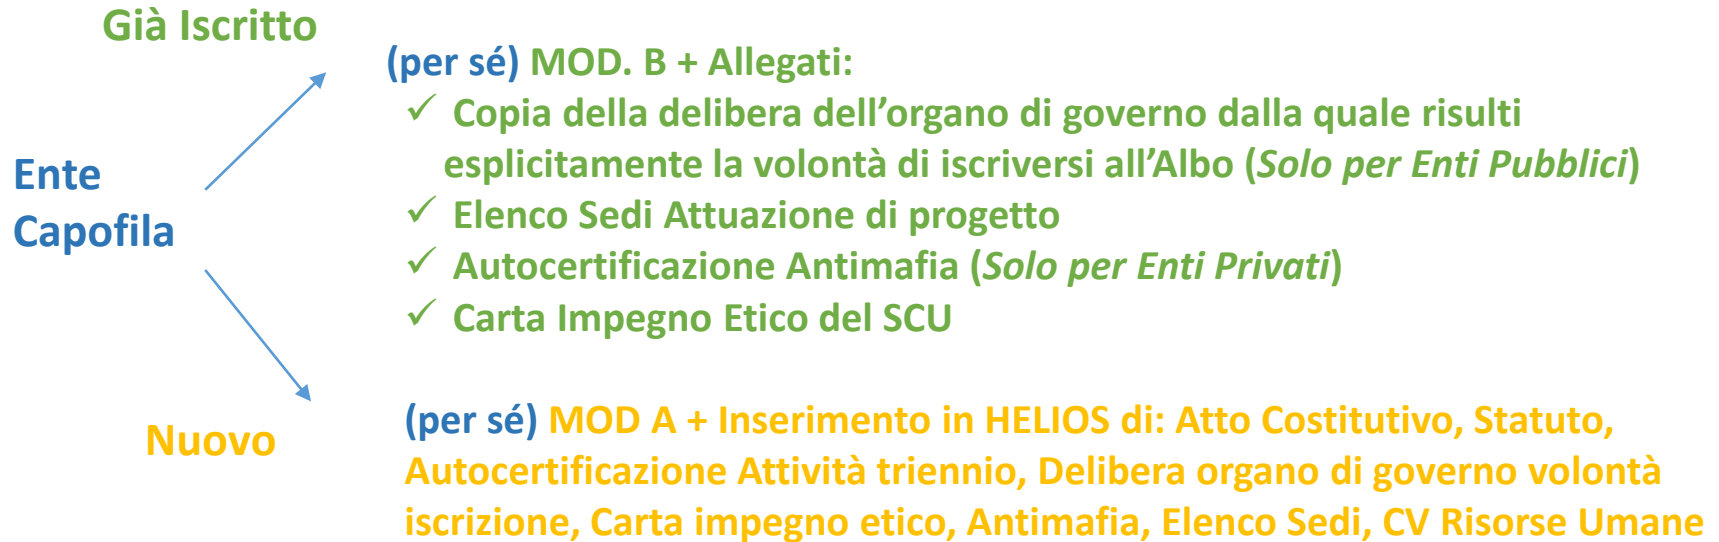 Già Iscritto
(per sé) MOD. B + Allegati:
✓ Copia della delibera dell’organo di governo dalla quale risulti
esplicitamente la volontà di iscriversi all’Albo (Solo per Enti Pubblici)
✓ Elenco Sedi Attuazione di progetto
✓ Autocertificazione Antimafia (Solo per Enti Privati)
✓ Carta Impegno Etico del SCU
Ente
Capofila
Nuovo
(per sé) MOD A + Inserimento in HELIOS di: Atto Costitutivo, Statuto,
Autocertificazione Attività triennio, Delibera organo di governo volontà
iscrizione, Carta impegno etico, Antimafia, Elenco Sedi, CV Risorse Umane